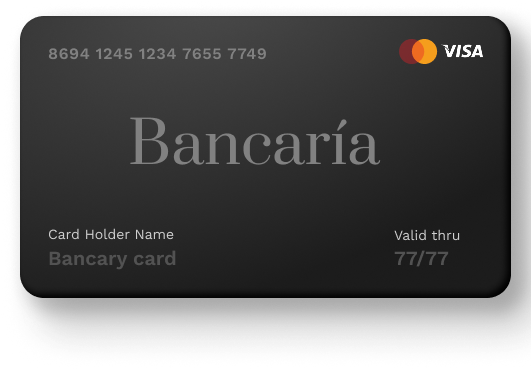 8694 1245 1234 7655 7749
VISA
Bancaría
Card Holder Name
Valid thru
Bancary card
77/77